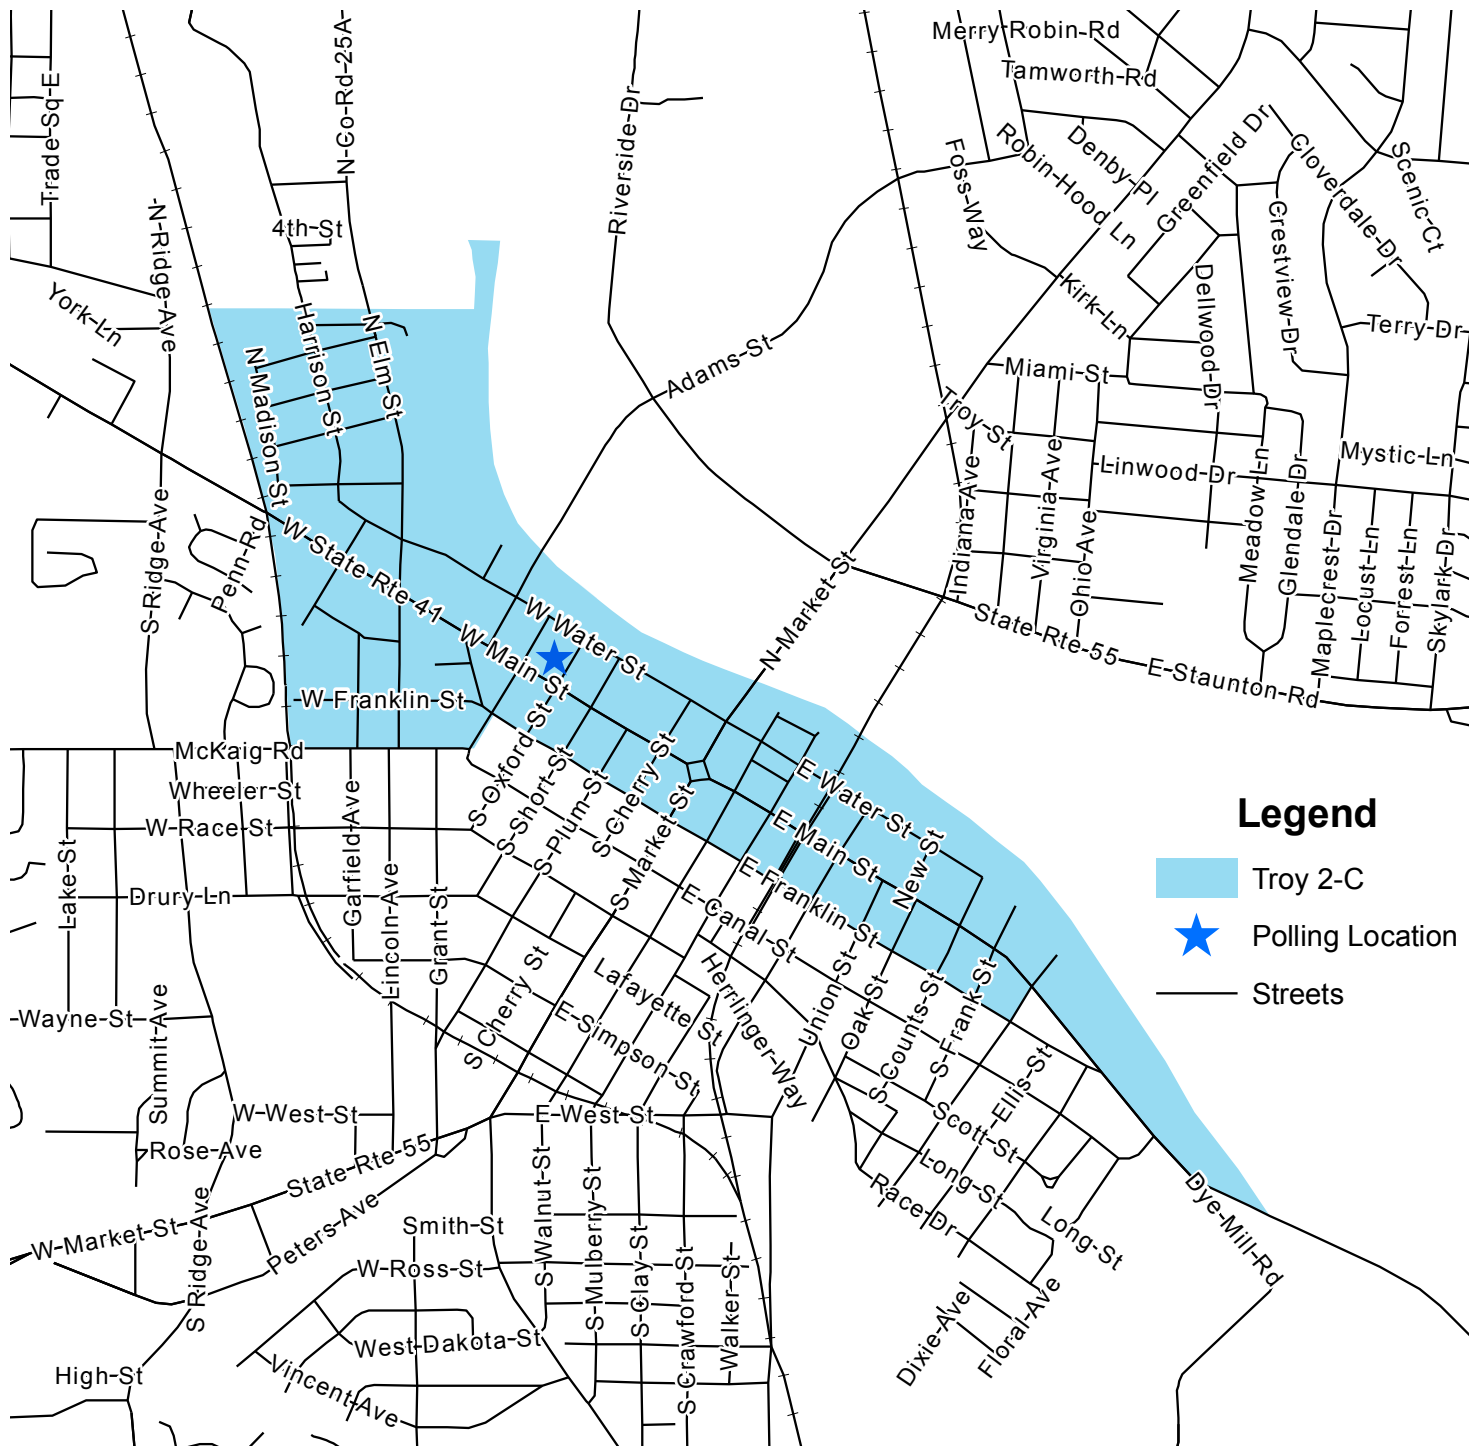 Merry Robin Rd
Tamworth Rd
N Co Rd 25A
Trade Sq E
Riverside Dr
Foss Way
Robin Hood Ln
Denby Pl
Greenfield Dr
Cloverdale Dr
Scenic Ct
N Ridge Ave
4th St
York Ln
Harrison St
N Elm St
N Madison St
Adams St
Kirk Ln
Dellwood Dr
Crestview Dr
Terry Dr
Miami St
Troy St
Mystic Ln
Linwood Dr
Indiana Ave
Virginia Ave
Ohio Ave
Meadow Ln
Glendale Dr
Maplecrest Dr
Locust Ln
Forrest Ln
Skylark Dr
S Ridge Ave
Penn Rd
W State Rte 41
W Water St
W Main St
N Market St
State Rte 55
E Staunton Rd
W Franklin St
McKaig Rd
Wheeler St
W Race St
Drury Ln
Lake St
Garfield Ave
Lincoln Ave
Grant St
S Oxford St
S Short St
S Plum St
S Cherry St
S Market St
E Water St
E Main St
New St
E Franklin St
E Canal St
Legend
Troy 2-C
Polling Location
Streets
Wayne St
Summit Ave
S Cherry St
Lafayette St
E Simpson St
Herrlinger Way
Union St
Oak St
S Counts St
S Frank St
Ellis St
Scott St
Long St
Race Dr
Long St
Dye Mill Rd
W West St
E West St
Rose Ave
State Rte 55
W Market St
S Ridge Ave
Peters Ave
Smith St
W Ross St
S Walnut St
S Mulberry St
S Clay St
S Crawford St
Walker St
West Dakota St
Vincent Ave
High St
Dixie Ave
Floral Ave